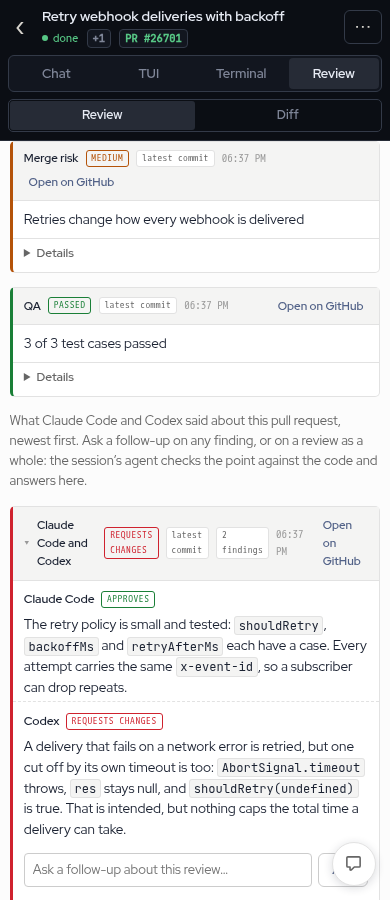 Retry webhook deliveries with backoff
done +1 PR #26701
Chat TUI Terminal Review
Review Diff
Merge risk MEDIUM latest commit 06:37 PM
Open on GitHub
Retries change how every webhook is delivered
Details
QA PASSED latest commit 06:37 PM Open on GitHub
3 of 3 test cases passed
Details
What Claude Code and Codex said about this pull request,
newest first. Ask a follow-up on any finding, or on a review as a
whole: the session's agent checks the point against the code and
answers here.
Claude Code and Codex REQUESTS CHANGES latest commit 2 findings 06:37 PM Open on GitHub
Claude Code APPROVES
The retry policy is small and tested: shouldRetry,
backoffMs and retryAfterMs each have a case. Every
attempt carries the same x-event-id, so a subscriber
can drop repeats.
Codex REQUESTS CHANGES
A delivery that fails on a network error is retried, but one
cut off by its own timeout is too: AbortSignal.timeout
throws, res stays null, and shouldRetry(undefined)
is true. That is intended, but nothing caps the total time a
delivery can take.
Ask a follow-up about this review...